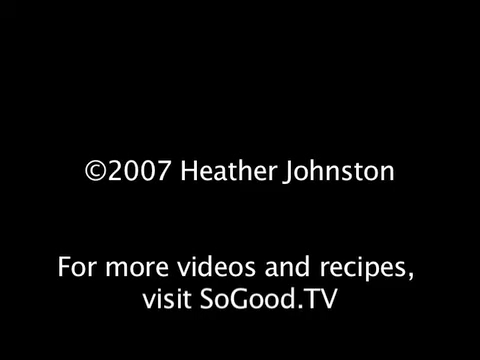 ©2007 Heather Johnston
For more videos and recipes,
visit SoGood.TV